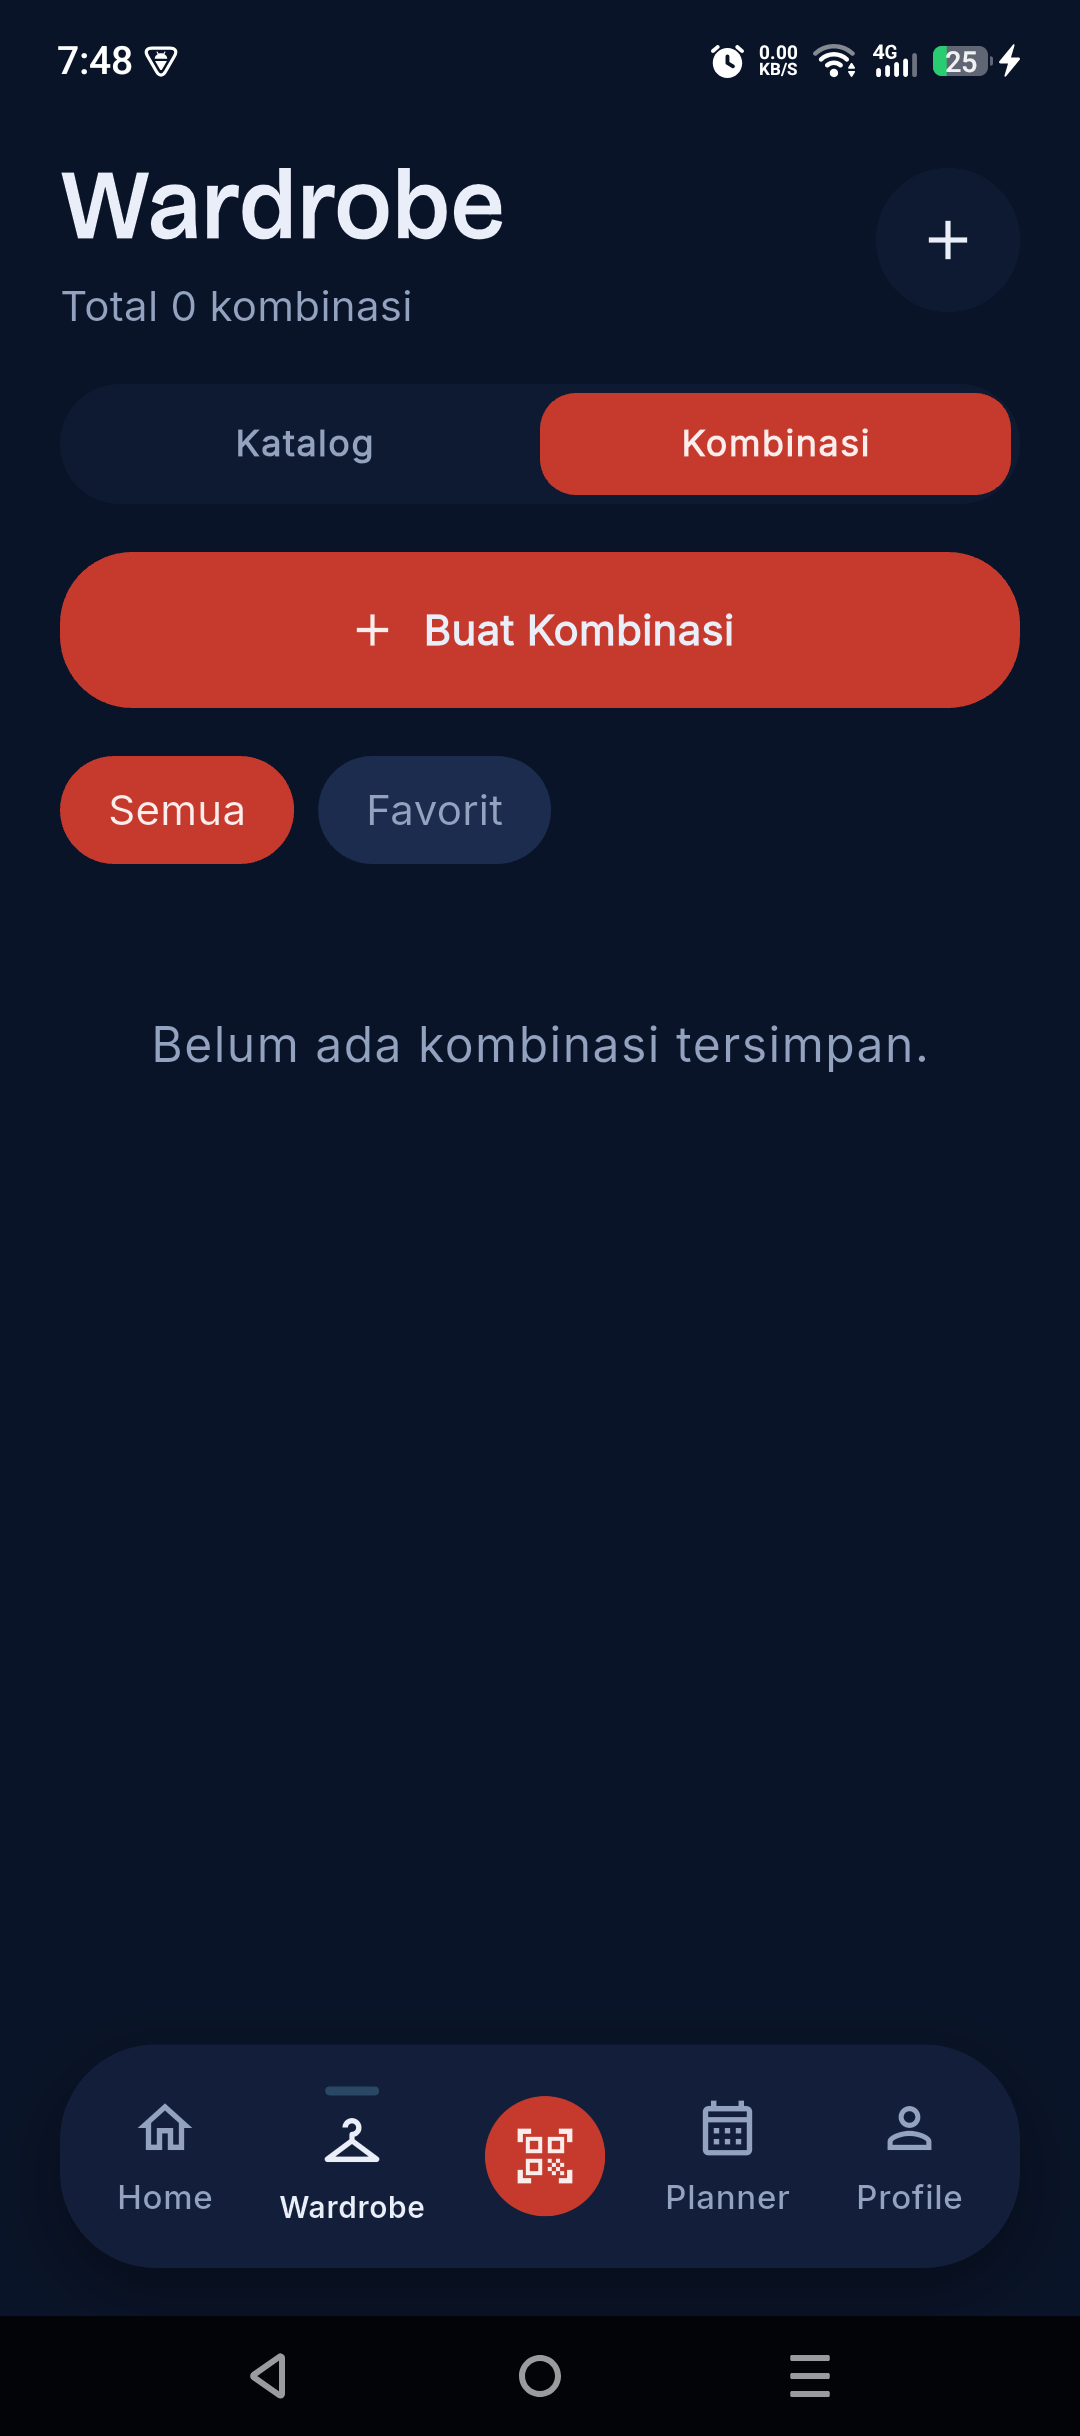 7:48
0.00
KB/S
4G
25
Wardrobe
Total 0 kombinasi
Katalog
Kombinasi
+ Buat Kombinasi
Semua
Favorit
Belum ada kombinasi tersimpan.
Home
Wardrobe
Planner
Profile